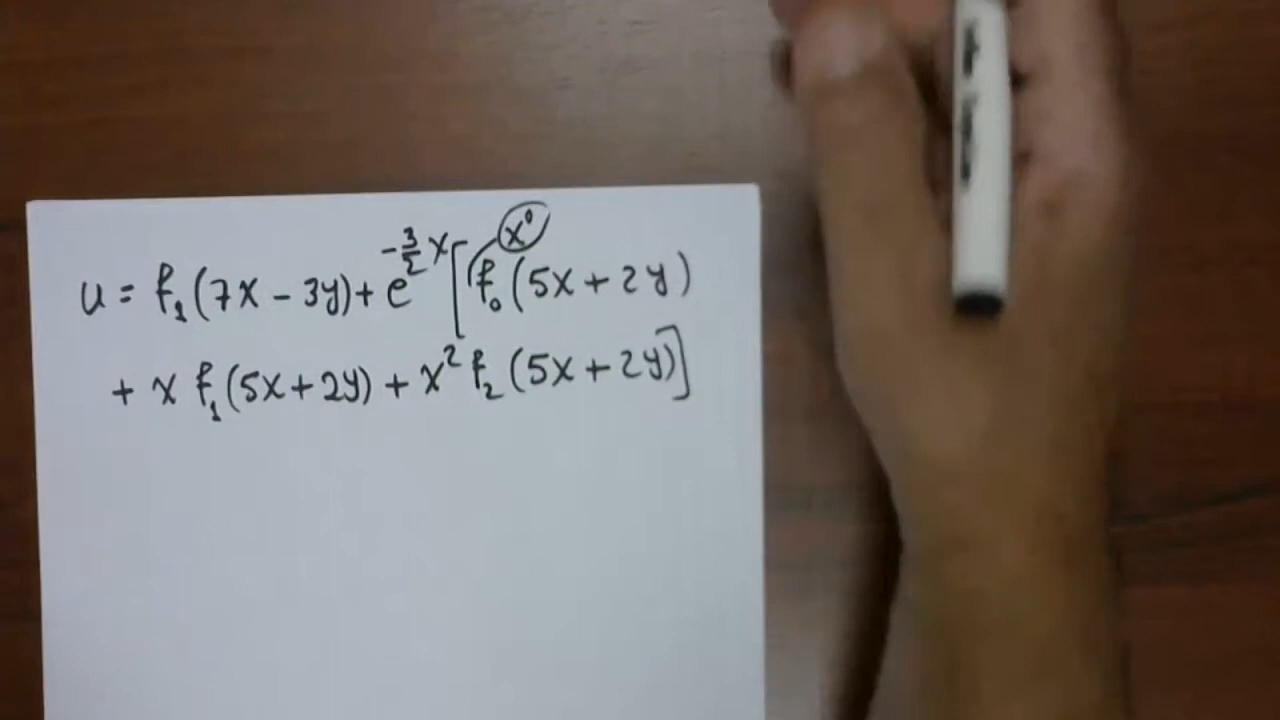 u = f₁(7x - 3y) + e^{-3/2 x} [ x⁰ f₀(5x + 2y)
+ x f₁(5x + 2y) + x² f₂(5x + 2y) ]